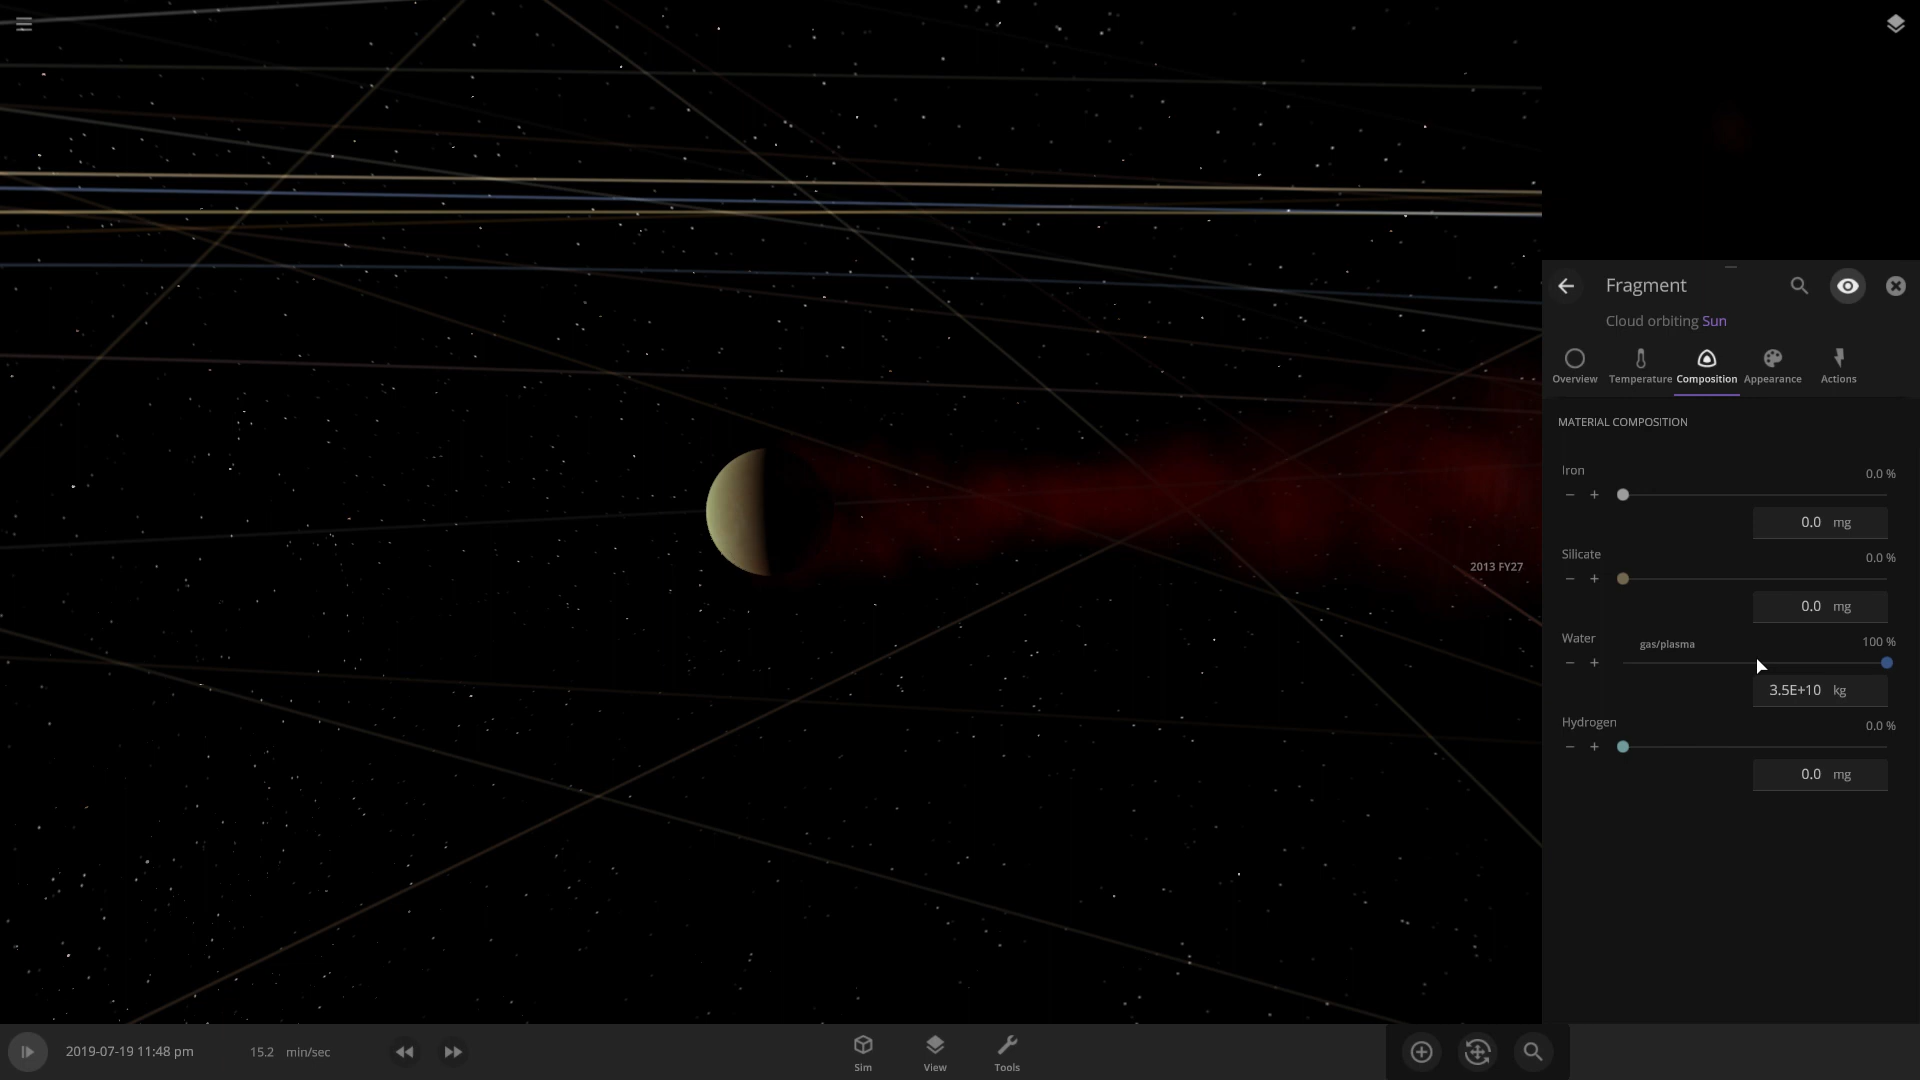 Fragment
Cloud orbiting Sun
Overview Temperature Composition Appearance Actions
MATERIAL COMPOSITION
Iron 0.0 %
0.0 mg
Silicate 0.0 %
0.0 mg
2013 FY27
Water gas/plasma 100 %
3.5E+10 kg
Hydrogen 0.0 %
0.0 mg
2019-07-19 11:48 pm 15.2 min/sec
Sim View Tools